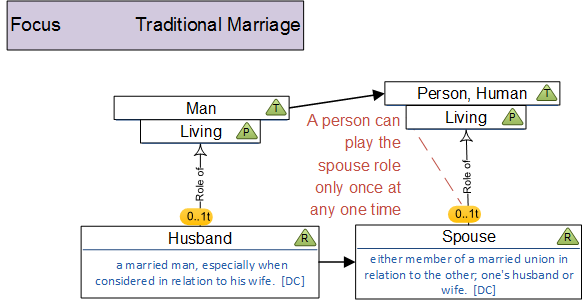 Focus Traditional Marriage
Man T
Living P
Person, Human T
Living P
A person can
play the
spouse role
only once at
any one time
Role of
Role of
0..1t
0..1t
Husband R
a married man, especially when
considered in relation to his wife. [DC]
Spouse R
either member of a married union in
relation to the other; one's husband or
wife. [DC]